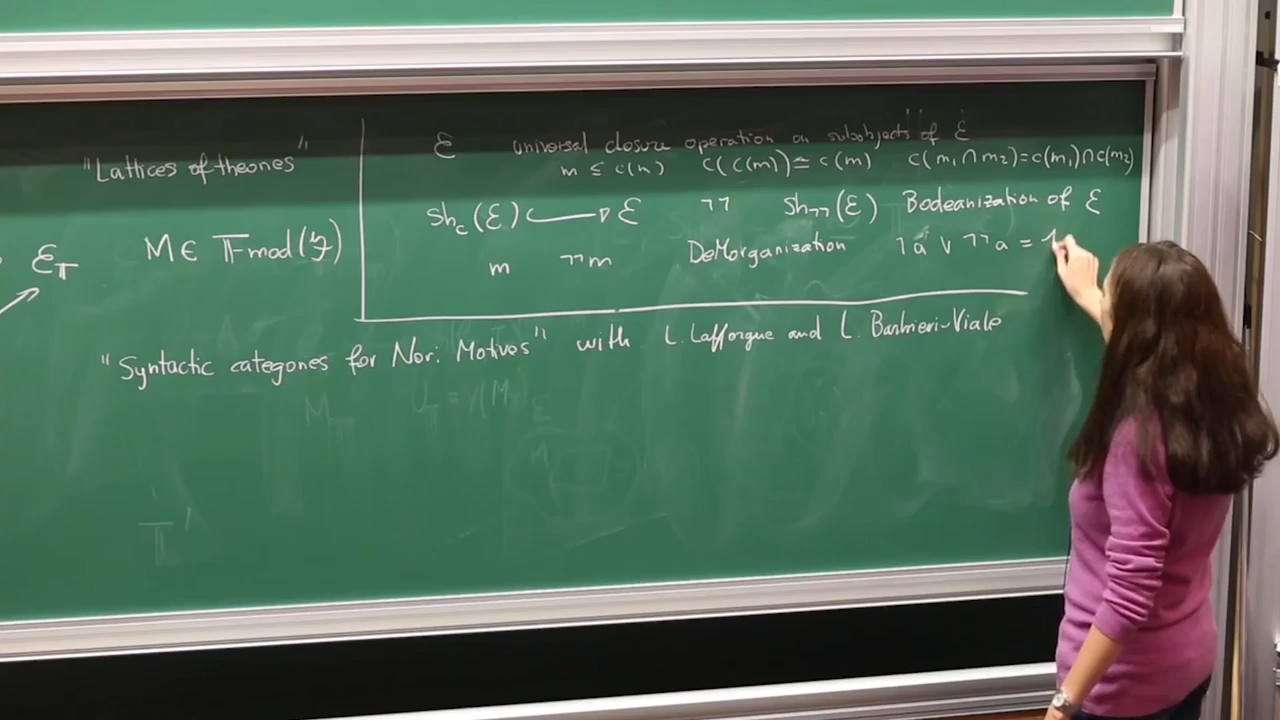 "Lattices of theories"
ℰ_𝕋 M ∈ 𝕋-mod(𝒢)
ℰ universal closure operation on subobjects of ℰ
m ≤ c(m) c(c(m)) ≅ c(m) c(m₁ ∩ m₂) = c(m₁) ∩ c(m₂)
sh_c(ℰ) ↪ ℰ ¬¬ sh_¬¬(ℰ) Booleanization of ℰ
m ¬¬m DeMorganization ¬a ∨ ¬¬a = 1
"Syntactic categories for Nori Motives" with L. Lafforgue and L. Barbieri-Viale